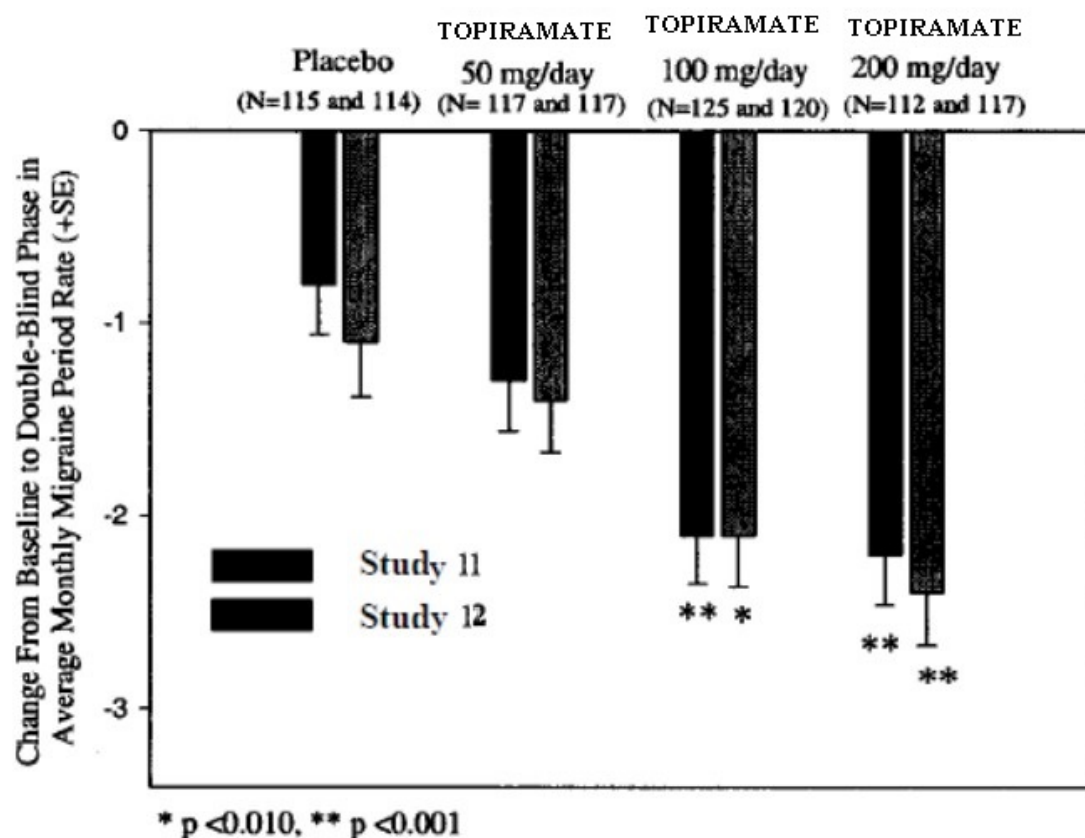 TOPIRAMATE TOPIRAMATE TOPIRAMATE
Placebo 50 mg/day 100 mg/day 200 mg/day
(N=115 and 114) (N= 117 and 117) (N=125 and 120) (N=112 and 117)
Change From Baseline to Double-Blind Phase in
Average Monthly Migraine Period Rate (+SE)
0
-1
-2
-3
Study 11
Study 12
** *
**
**
* p <0.010, ** p <0.001